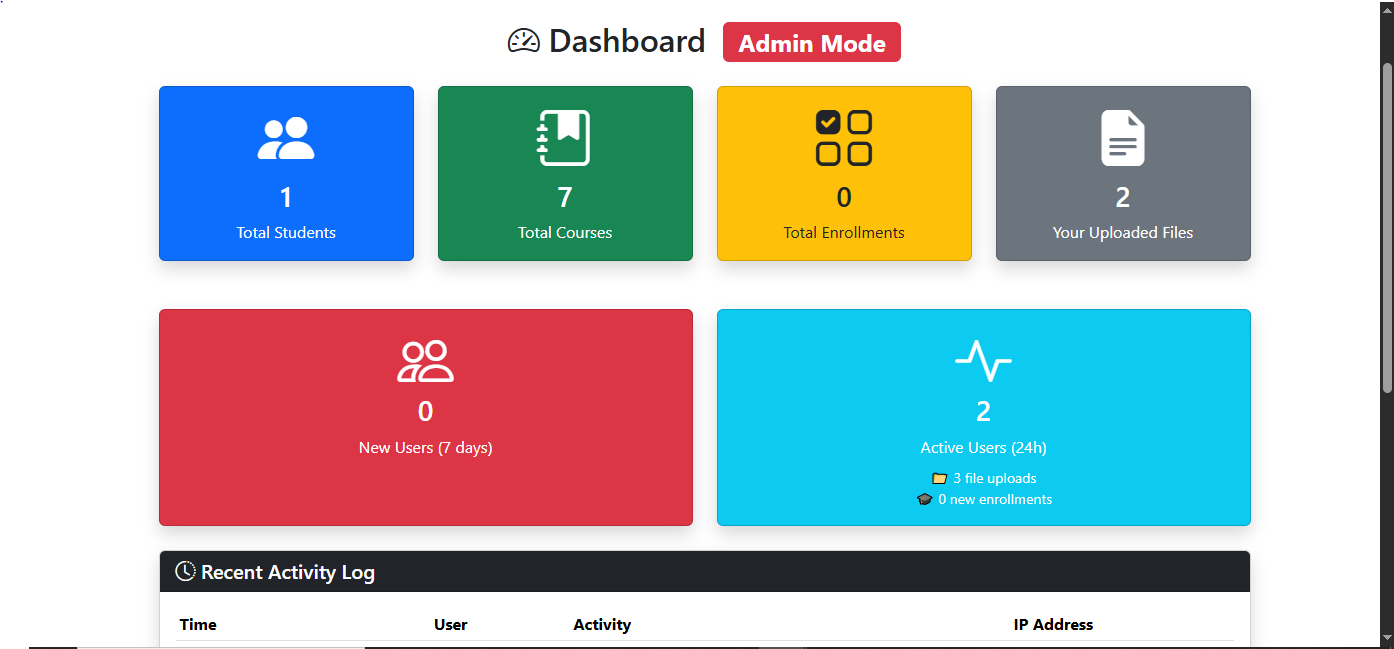 Dashboard Admin Mode
1
Total Students
7
Total Courses
0
Total Enrollments
2
Your Uploaded Files
0
New Users (7 days)
2
Active Users (24h)
3 file uploads
0 new enrollments
Recent Activity Log
Time User Activity IP Address